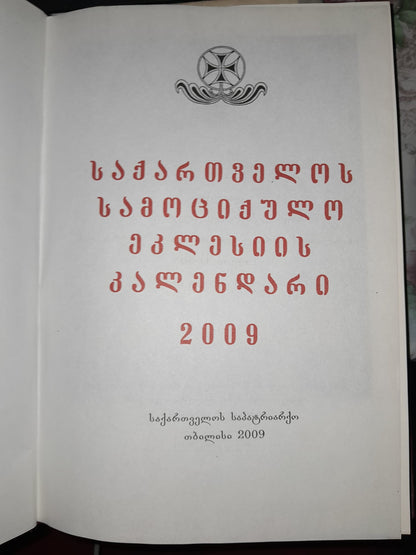 საქართველოს
სამოციქულო
ეკლესიის
კალენდარი
2009
საქართველოს საპატრიარქო
თბილისი 2009